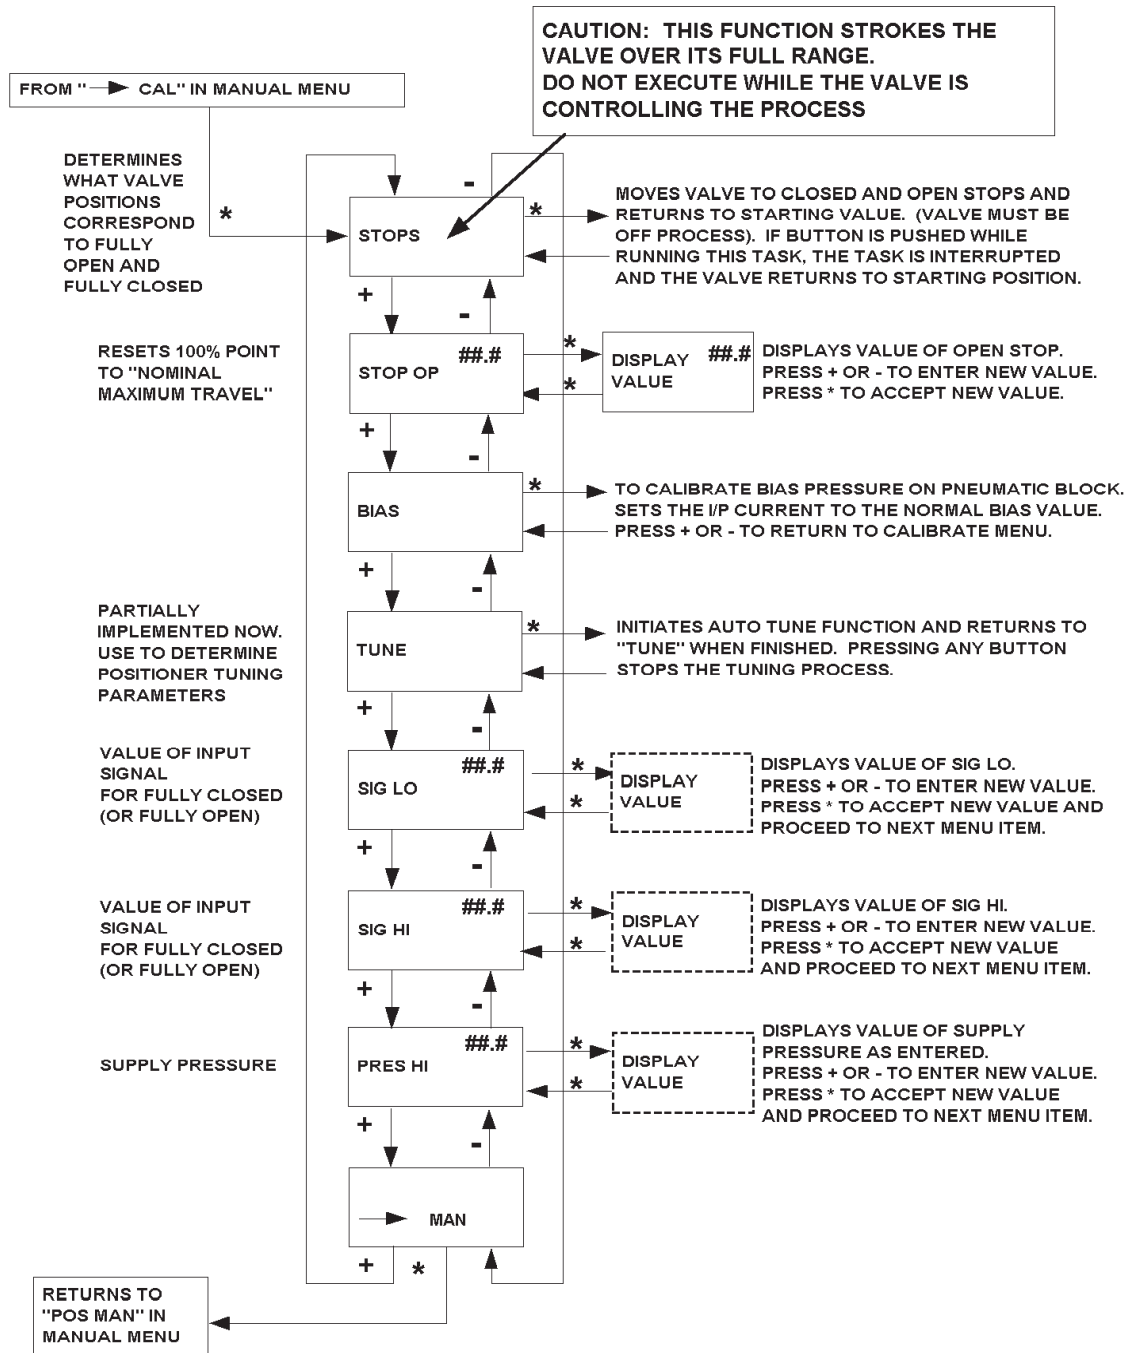 CAUTION: THIS FUNCTION STROKES THE
VALVE OVER ITS FULL RANGE.
DO NOT EXECUTE WHILE THE VALVE IS
CONTROLLING THE PROCESS
FROM "→ CAL" IN MANUAL MENU
DETERMINES
WHAT VALVE
POSITIONS
CORRESPOND
TO FULLY
OPEN AND
FULLY CLOSED
*
-
STOPS
*
MOVES VALVE TO CLOSED AND OPEN STOPS AND
RETURNS TO STARTING VALUE. (VALVE MUST BE
OFF PROCESS). IF BUTTON IS PUSHED WHILE
RUNNING THIS TASK, THE TASK IS INTERRUPTED
AND THE VALVE RETURNS TO STARTING POSITION.
+
-
RESETS 100% POINT
TO "NOMINAL
MAXIMUM TRAVEL"
##.#
STOP OP
*
*
DISPLAY ##.#
VALUE
DISPLAYS VALUE OF OPEN STOP.
PRESS + OR - TO ENTER NEW VALUE.
PRESS * TO ACCEPT NEW VALUE.
+
-
BIAS
*
TO CALIBRATE BIAS PRESSURE ON PNEUMATIC BLOCK.
SETS THE I/P CURRENT TO THE NORMAL BIAS VALUE.
PRESS + OR - TO RETURN TO CALIBRATE MENU.
+
-
PARTIALLY
IMPLEMENTED NOW.
USE TO DETERMINE
POSITIONER TUNING
PARAMETERS
TUNE
*
INITIATES AUTO TUNE FUNCTION AND RETURNS TO
"TUNE" WHEN FINISHED. PRESSING ANY BUTTON
STOPS THE TUNING PROCESS.
+
-
VALUE OF INPUT
SIGNAL
FOR FULLY CLOSED
(OR FULLY OPEN)
##.#
SIG LO
*
*
DISPLAY
VALUE
DISPLAYS VALUE OF SIG LO.
PRESS + OR - TO ENTER NEW VALUE.
PRESS * TO ACCEPT NEW VALUE AND
PROCEED TO NEXT MENU ITEM.
+
-
VALUE OF INPUT
SIGNAL
FOR FULLY CLOSED
(OR FULLY OPEN)
##.#
SIG HI
*
*
DISPLAY
VALUE
DISPLAYS VALUE OF SIG HI.
PRESS + OR - TO ENTER NEW VALUE.
PRESS * TO ACCEPT NEW VALUE
AND PROCEED TO NEXT MENU ITEM.
+
-
SUPPLY PRESSURE
##.#
PRES HI
*
*
DISPLAY
VALUE
DISPLAYS VALUE OF SUPPLY
PRESSURE AS ENTERED.
PRESS + OR - TO ENTER NEW VALUE.
PRESS * TO ACCEPT NEW VALUE
AND PROCEED TO NEXT MENU ITEM.
+
-
→ MAN
+
*
RETURNS TO
"POS MAN" IN
MANUAL MENU